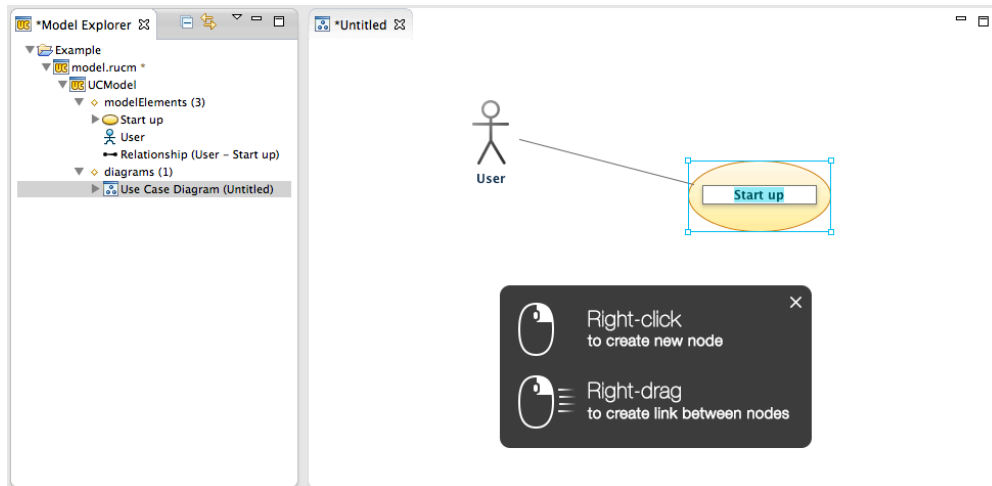 *Model Explorer
Example
UC model.rucm *
UC UCModel
modelElements (3)
Start up
User
Relationship (User – Start up)
diagrams (1)
Use Case Diagram (Untitled)
*Untitled
User
Start up
Right-click
to create new node
Right-drag
to create link between nodes